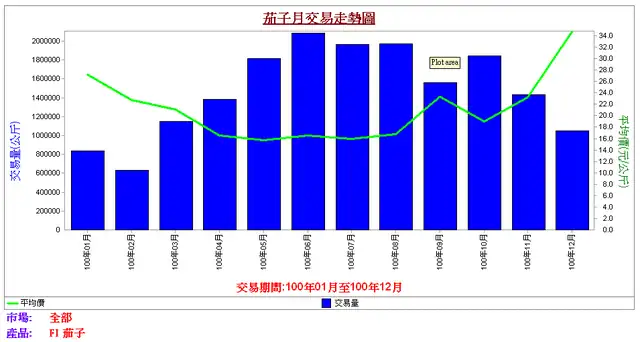 茄子月交易走勢圖
交易量(公斤)
2000000
1800000
1600000
1400000
1200000
1000000
800000
600000
400000
200000
0
Plot area
34.0
32.0
30.0
28.0
26.0
24.0
22.0
20.0
18.0
16.0
14.0
12.0
10.0
8.0
6.0
4.0
2.0
0.0
平均價(元/公斤)
100年01月
100年02月
100年03月
100年04月
100年05月
100年06月
100年07月
100年08月
100年09月
100年10月
100年11月
100年12月
交易期間:100年01月至100年12月
平均價 交易量
市場: 全部
產品: FI 茄子